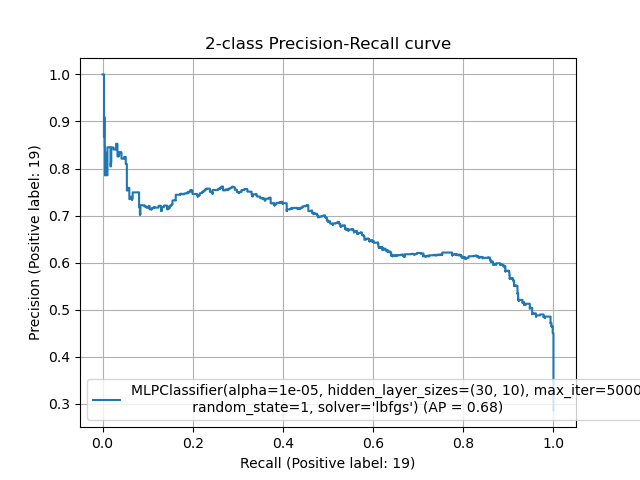 2-class Precision-Recall curve
1.0
0.9
0.8
0.7
0.6
0.5
0.4
0.3
Precision (Positive label: 19)
MLPClassifier(alpha=1e-05, hidden_layer_sizes=(30, 10), max_iter=5000
random_state=1, solver='lbfgs') (AP = 0.68)
0.0 0.2 0.4 0.6 0.8 1.0
Recall (Positive label: 19)